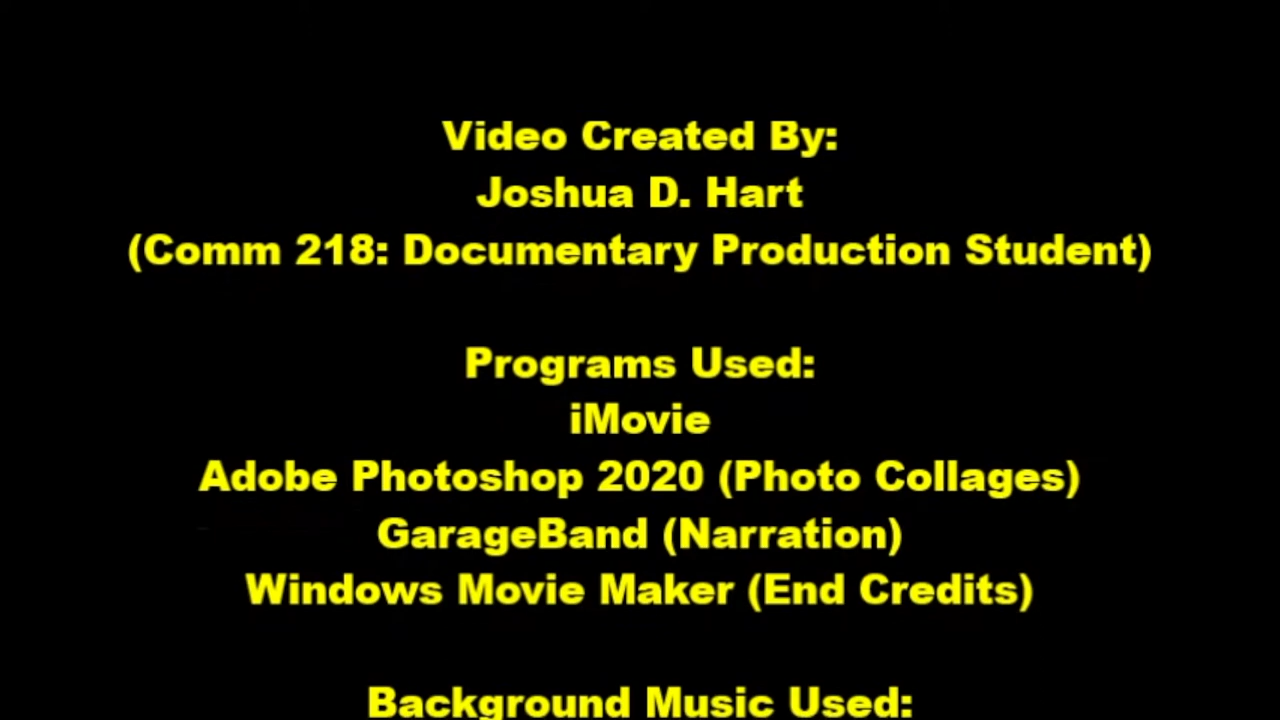 Video Created By:
Joshua D. Hart
(Comm 218: Documentary Production Student)
Programs Used:
iMovie
Adobe Photoshop 2020 (Photo Collages)
GarageBand (Narration)
Windows Movie Maker (End Credits)
Background Music Used: